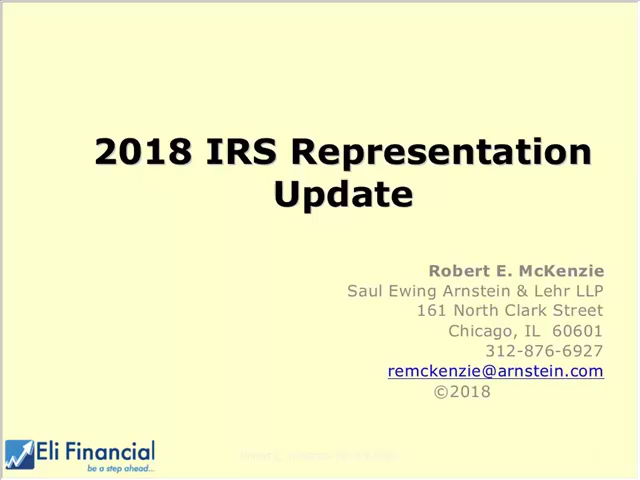 2018 IRS Representation
Update
Robert E. McKenzie
Saul Ewing Arnstein & Lehr LLP
161 North Clark Street
Chicago, IL 60601
312-876-6927
remckenzie@arnstein.com
©2018
Eli Financial
be a step ahead...